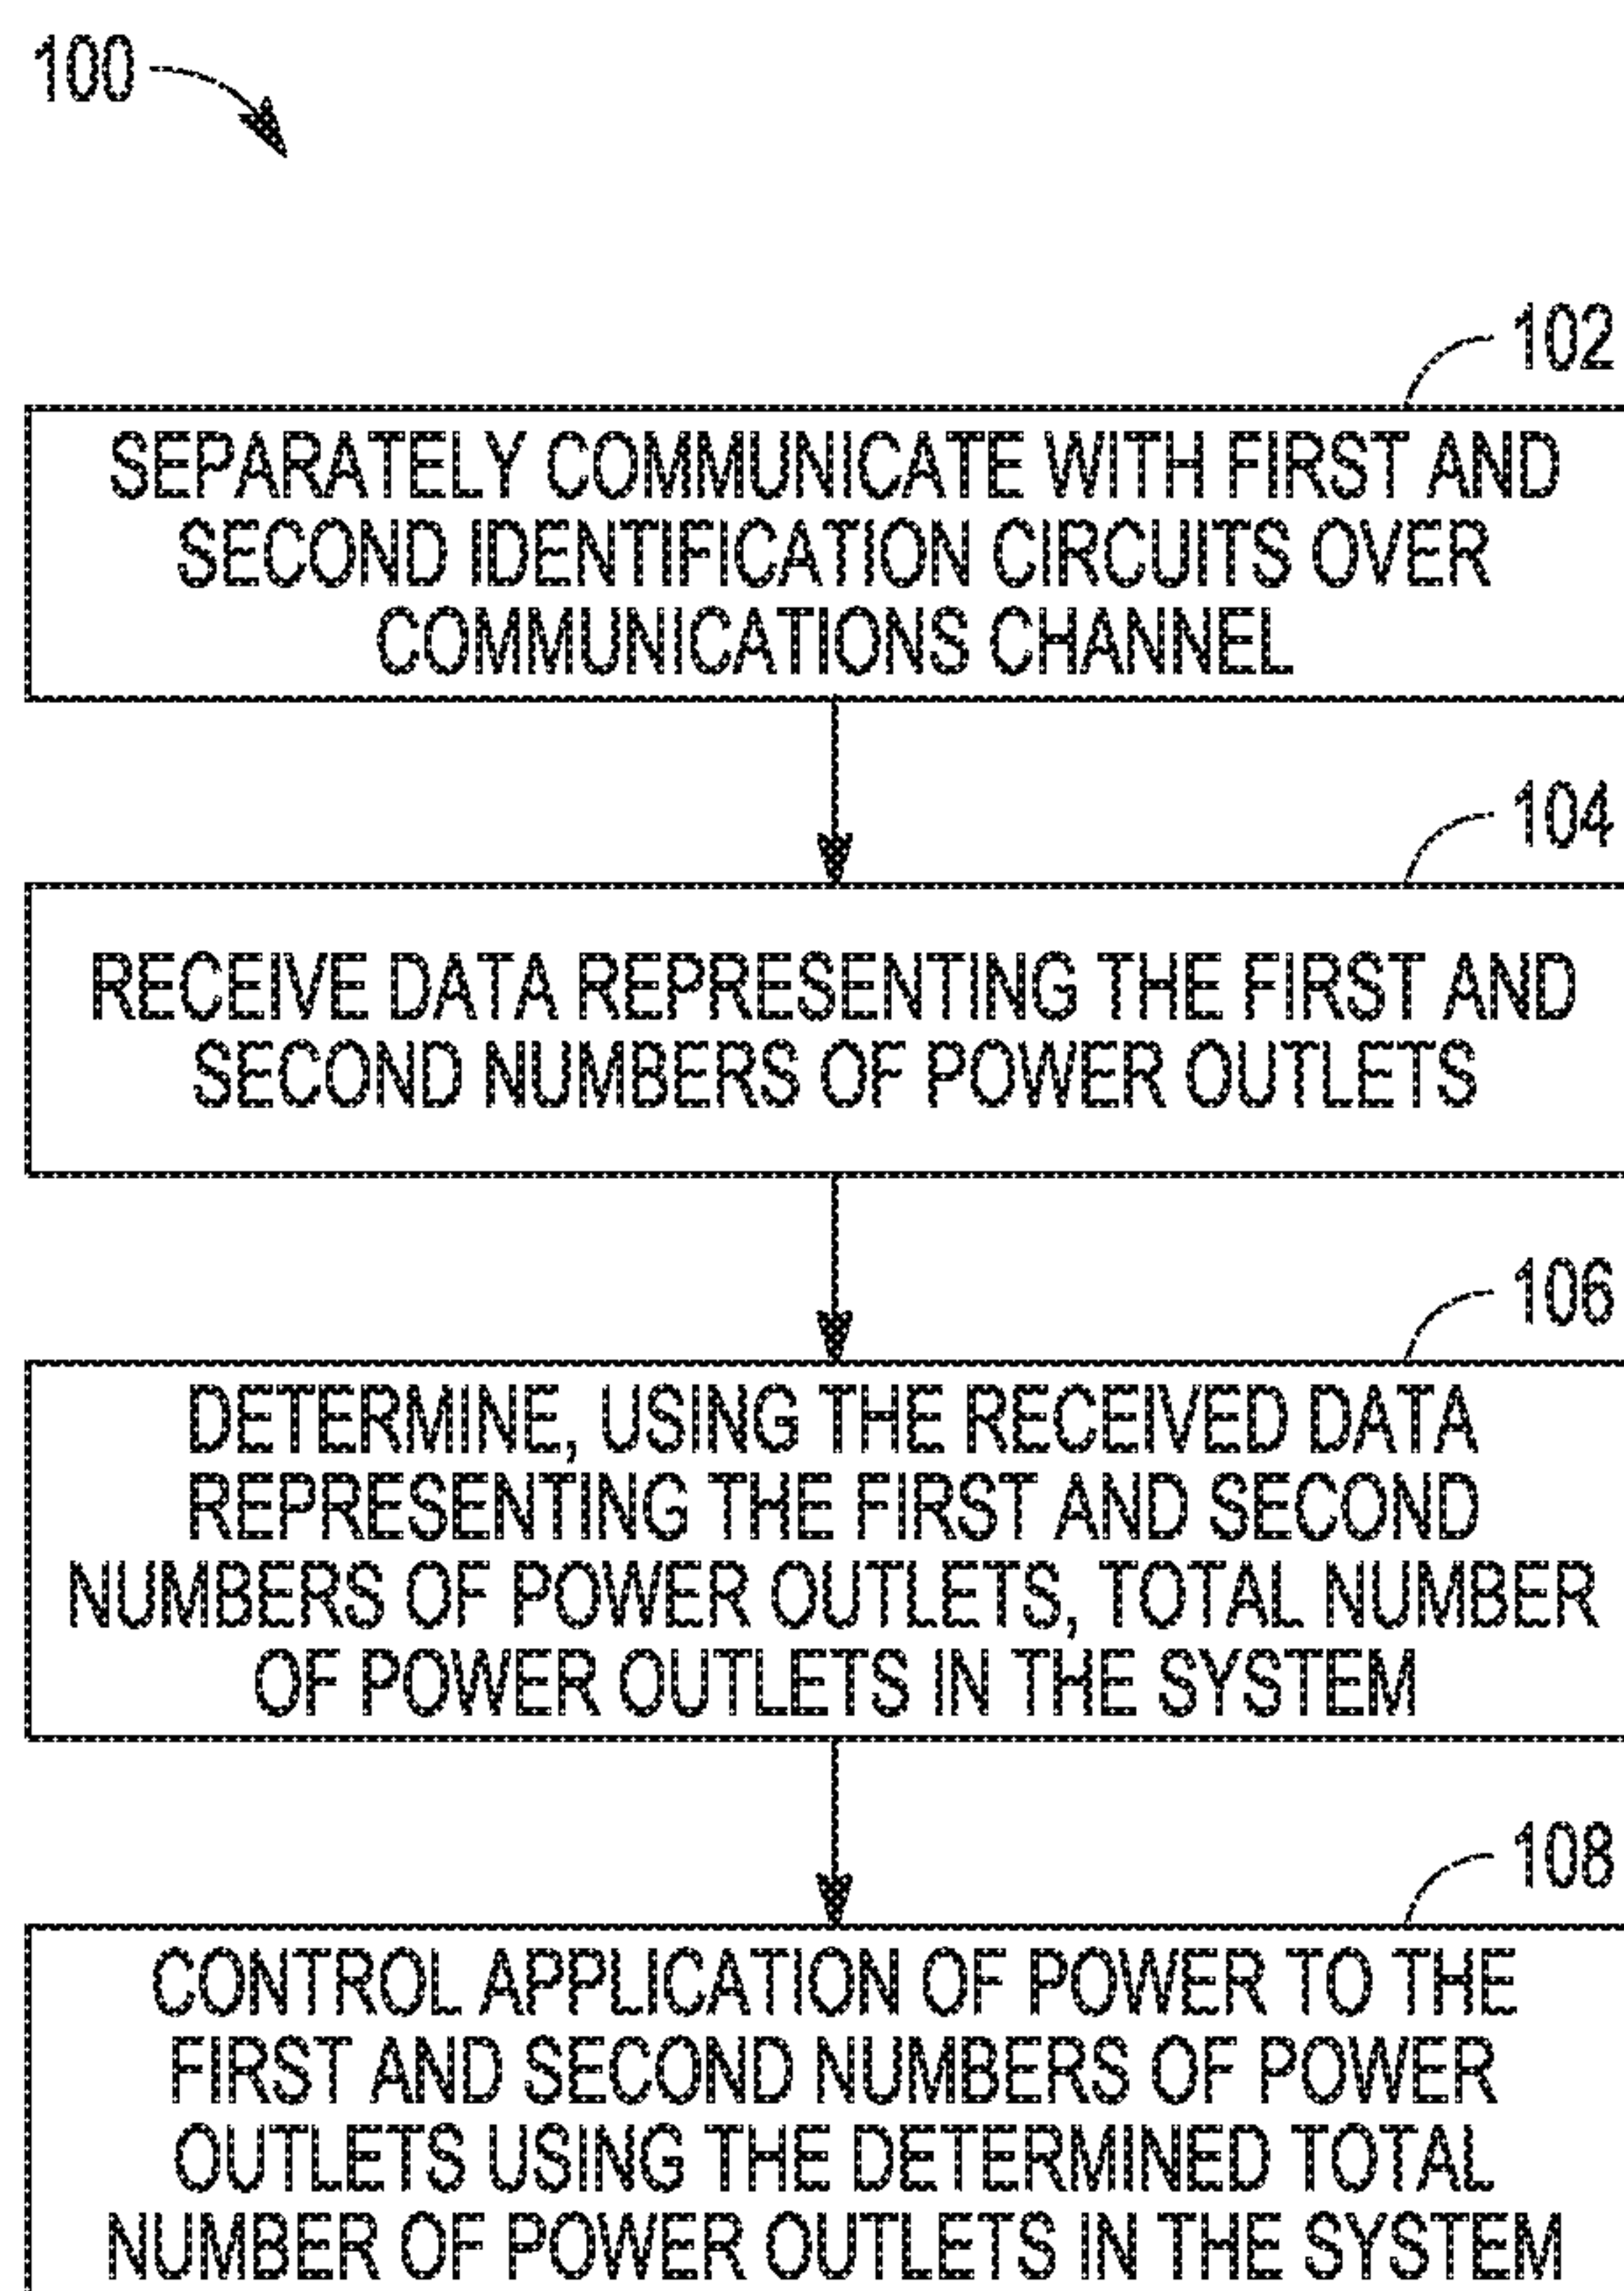 100
102
SEPARATELY COMMUNICATE WITH FIRST AND
SECOND IDENTIFICATION CIRCUITS OVER
COMMUNICATIONS CHANNEL
104
RECEIVE DATA REPRESENTING THE FIRST AND
SECOND NUMBERS OF POWER OUTLETS
106
DETERMINE, USING THE RECEIVED DATA
REPRESENTING THE FIRST AND SECOND
NUMBERS OF POWER OUTLETS, TOTAL NUMBER
OF POWER OUTLETS IN THE SYSTEM
108
CONTROL APPLICATION OF POWER TO THE
FIRST AND SECOND NUMBERS OF POWER
OUTLETS USING THE DETERMINED TOTAL
NUMBER OF POWER OUTLETS IN THE SYSTEM